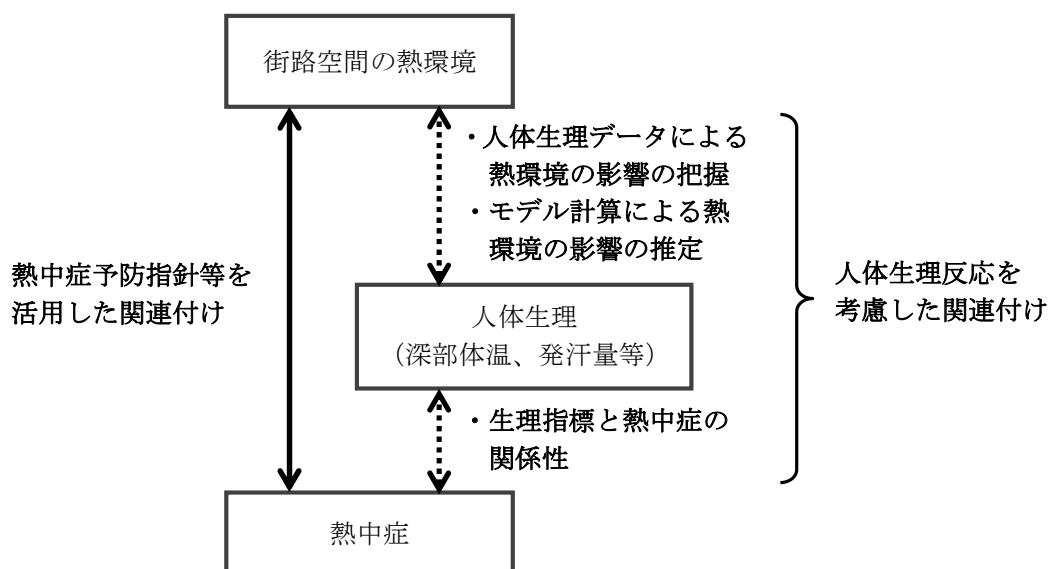 街路空間の熱環境
・人体生理データによる
熱環境の影響の把握
・モデル計算による熱
環境の影響の推定
熱中症予防指針等を
活用した関連付け
人体生理反応を
考慮した関連付け
人体生理
（深部体温、発汗量等）
・生理指標と熱中症の
関係性
熱中症